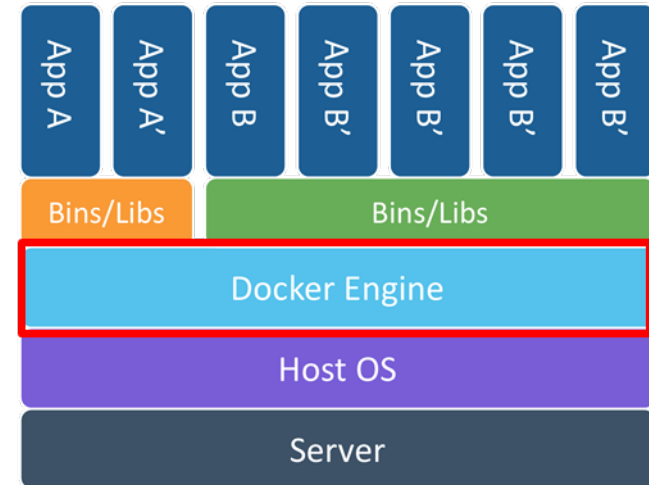 App A
App A’
App B
App B’
App B’
App B’
App B’
Bins/Libs
Bins/Libs
Docker Engine
Host OS
Server